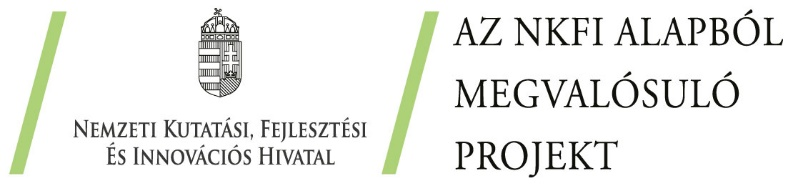 NEMZETI KUTATÁSI, FEJLESZTÉSI
ÉS INNOVÁCIÓS HIVATAL
AZ NKFI ALAPBÓL
MEGVALÓSULÓ
PROJEKT